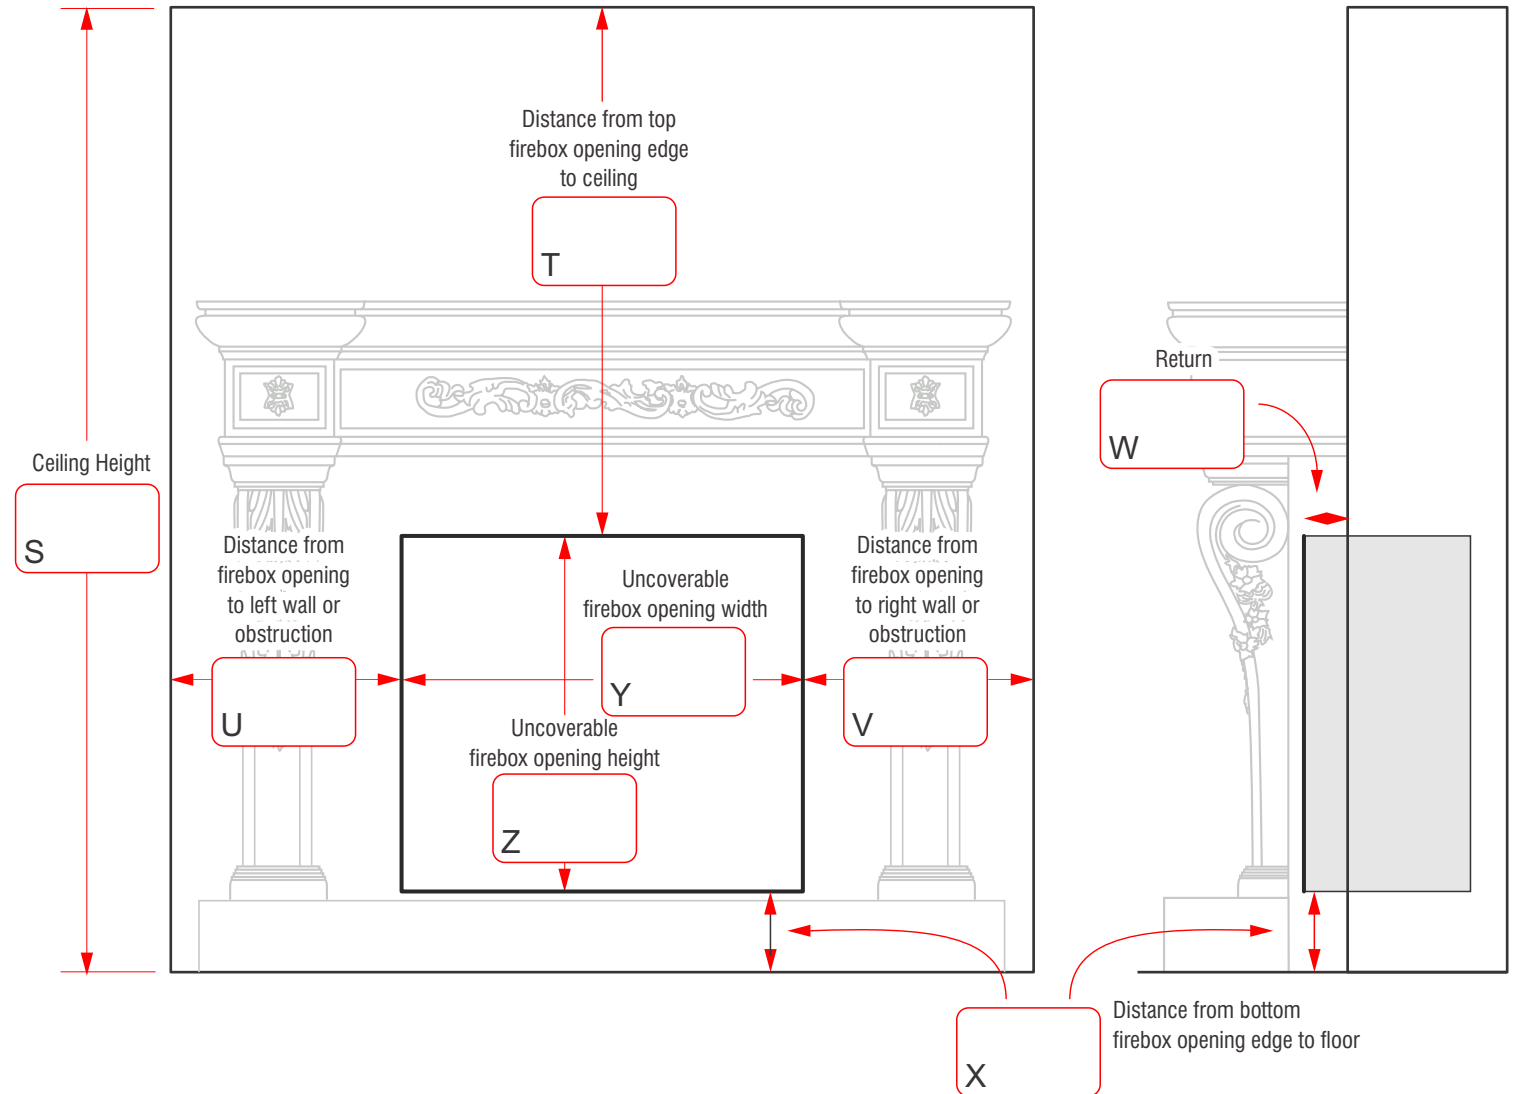 Distance from top
firebox opening edge
to ceiling
T
Return
W
Ceiling Height
S
Distance from
firebox opening
to left wall or
obstruction
U
Uncoverable
firebox opening width
Y
Distance from
firebox opening
to right wall or
obstruction
V
Uncoverable
firebox opening height
Z
Distance from bottom
firebox opening edge to floor
X